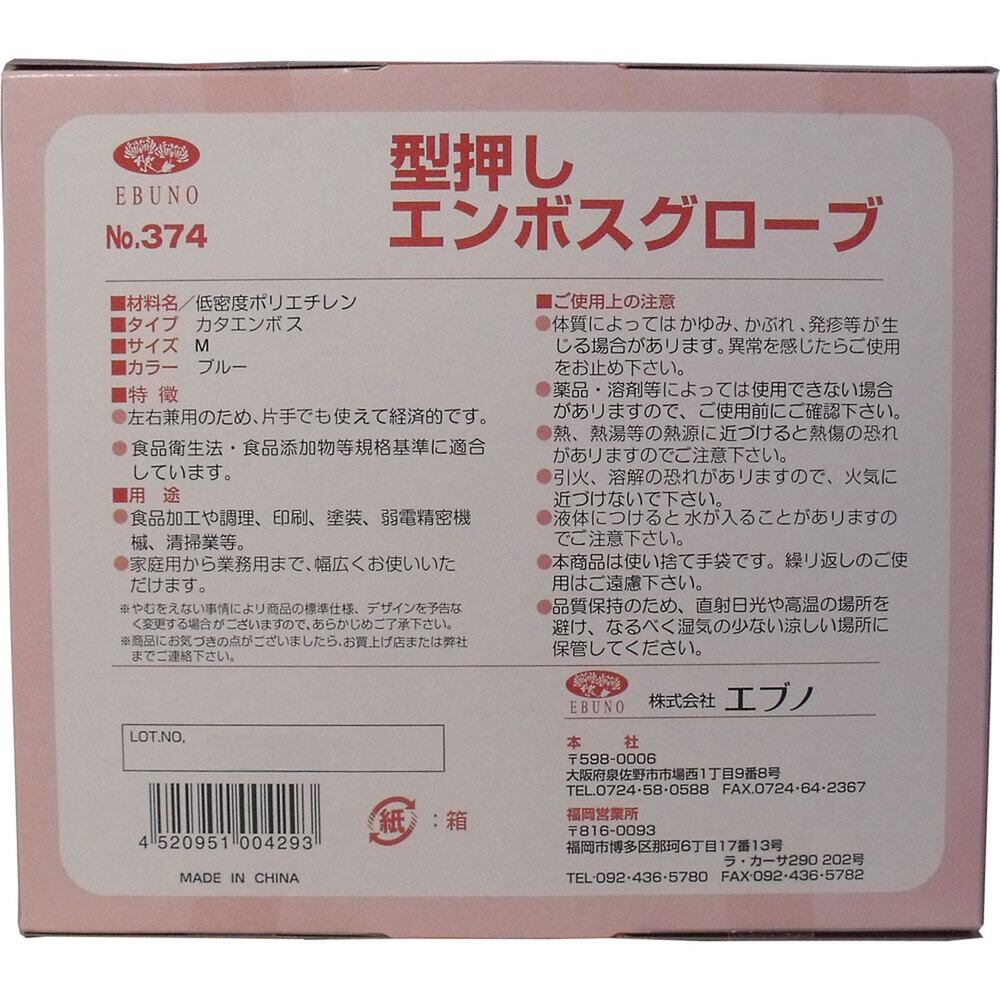 EBUNO
No.374
型押し
エンボスグローブ
■材料名／低密度ポリエチレン
■タイプ カタエンボス
■サイズ M
■カラー ブルー
■特 徴
●左右兼用のため、片手でも使えて経済的です。
●食品衛生法・食品添加物等規格基準に適合
しています。
■用 途
●食品加工や調理、印刷、塗装、弱電精密機
械、清掃業等。
●家庭用から業務用まで、幅広くお使いいた
だけます。
※やむをえない事情により商品の標準仕様、デザインを予告な
く変更する場合がございますので、あらかじめご了承下さい。
※商品にお気づきの点がございましたら、お買上げ店または弊社
までご連絡下さい。
■ご使用上の注意
●体質によってはかゆみ、かぶれ、発疹等が生
じる場合があります。異常を感じたらご使用
をお止め下さい。
●薬品・溶剤等によっては使用できない場合
がありますので、ご使用前にご確認下さい。
●熱、熱湯等の熱源に近づけると熱傷の恐れ
がありますのでご注意下さい。
●引火、溶解の恐れがありますので、火気に
近づけないで下さい。
●液体につけると水が入ることがありますの
でご注意下さい。
●本商品は使い捨て手袋です。繰り返しのご使
用はご遠慮下さい。
●品質保持のため、直射日光や高温の場所を
避け、なるべく湿気の少ない涼しい場所に
保管してください。
EBUNO 株式会社 エブノ
本 社
〒598-0006
大阪府泉佐野市市場西1丁目9番8号
TEL.0724・58・0588 FAX.0724・64・2367
福岡営業所
〒816-0093
福岡市博多区那珂6丁目17番13号
ラ・カーサ290 202号
TEL・092・436・5780 FAX・092・436・5782
LOT.NO,
4 520951 004293
紙：箱
MADE IN CHINA